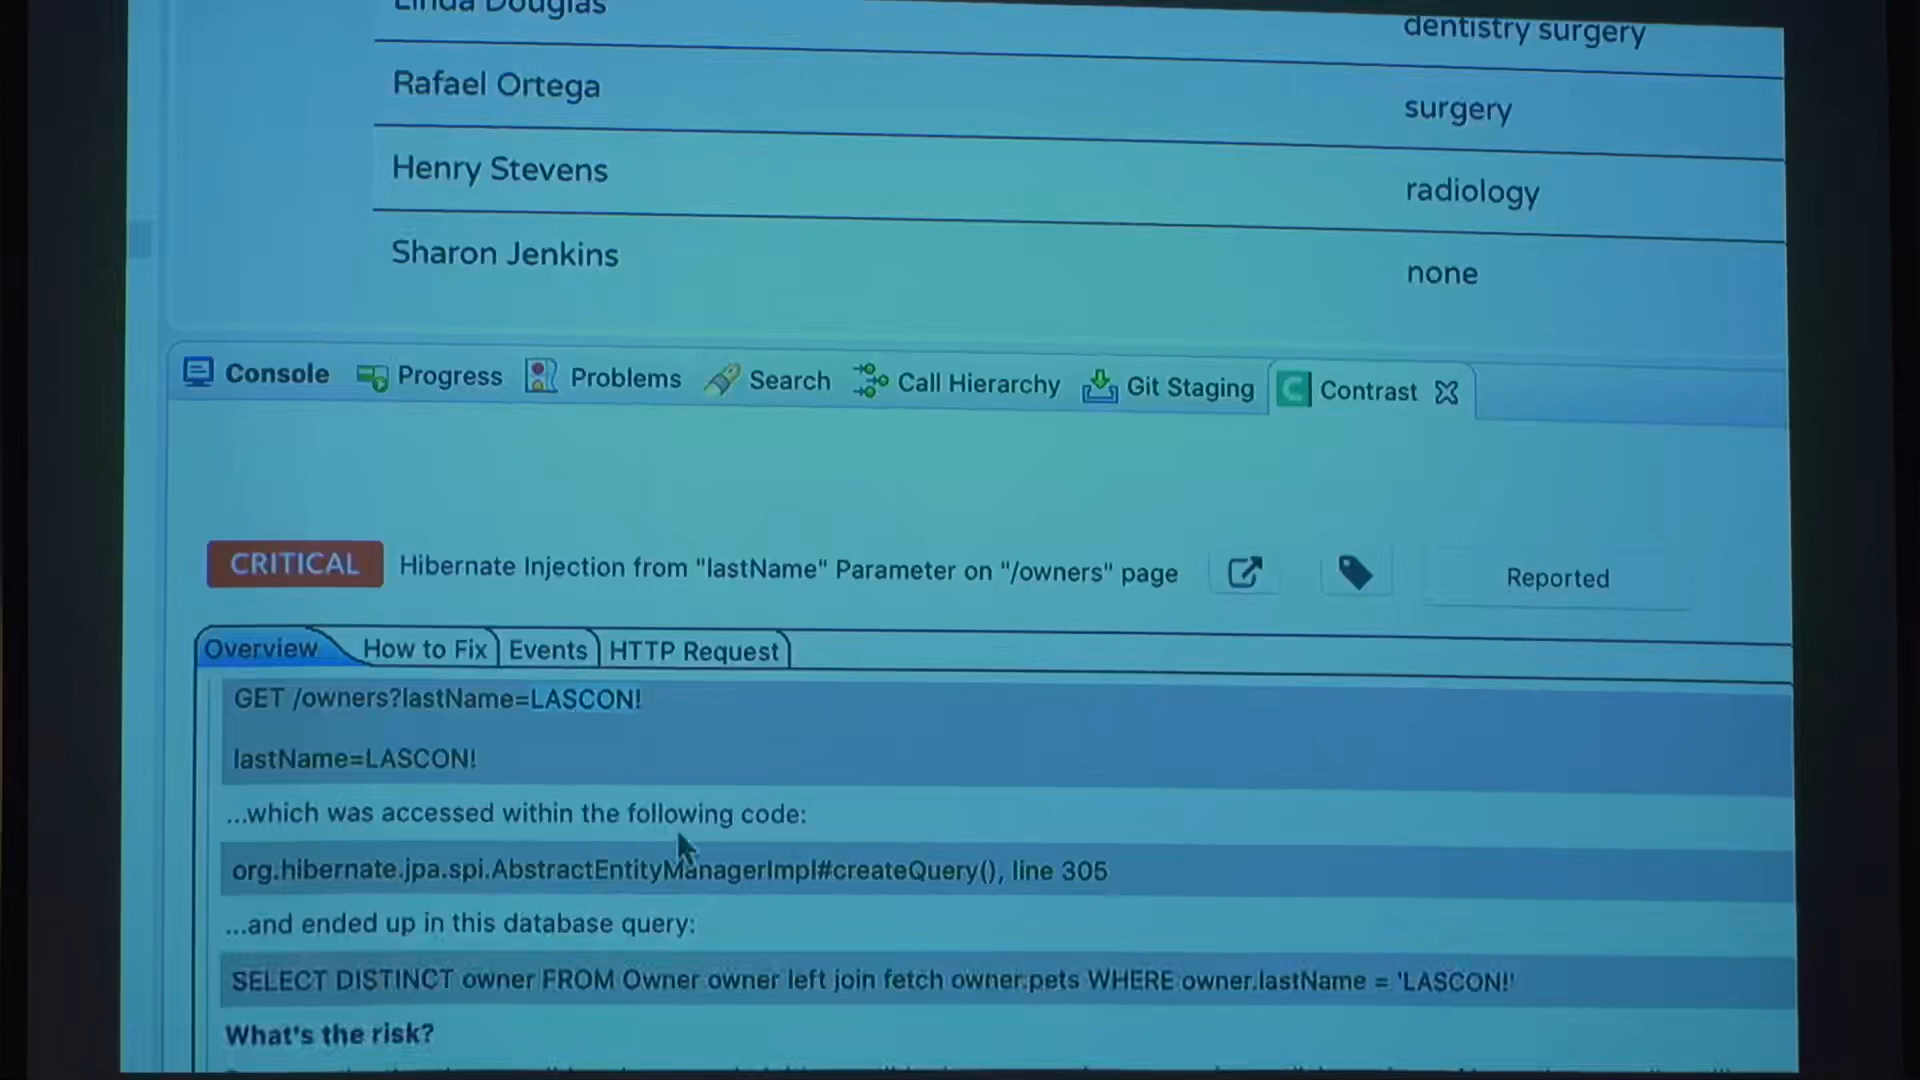 Linda Douglas
dentistry surgery
Rafael Ortega
surgery
Henry Stevens
radiology
Sharon Jenkins
none
Console Progress Problems Search Call Hierarchy Git Staging Contrast
CRITICAL Hibernate Injection from "lastName" Parameter on "/owners" page Reported
Overview How to Fix Events HTTP Request
GET /owners?lastName=LASCON!
lastName=LASCON!
...which was accessed within the following code:
org.hibernate.jpa.spi.AbstractEntityManagerImpl#createQuery(), line 305
...and ended up in this database query:
SELECT DISTINCT owner FROM Owner owner left join fetch owner.pets WHERE owner.lastName = 'LASCON!'
What's the risk?